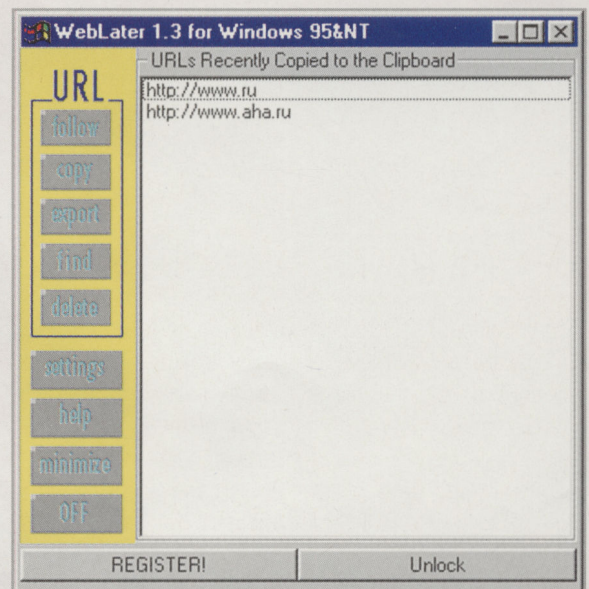 WebLater 1.3 for Windows 95&NT
URLs Recently Copied to the Clipboard
URL
http://www.ru
http://www.aha.ru
follow
copy
export
find
delete
settings
help
minimize
OFF
REGISTER!
Unlock